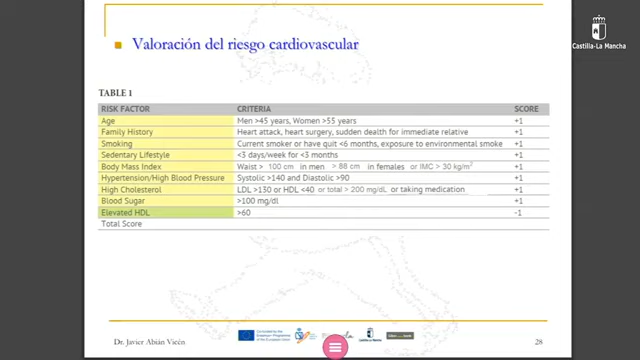 Castilla-La Mancha
Valoración del riesgo cardiovascular
TABLE 1
RISK FACTOR CRITERIA SCORE
Age Men >45 years, Women >55 years +1
Family History Heart attack, heart surgery, sudden dealth for immediate relative +1
Smoking Current smoker or have quit <6 months, exposure to environmental smoke +1
Sedentary Lifestyle <3 days/week for <3 months +1
Body Mass Index Waist > 100 cm in men > 88 cm in females or IMC > 30 kg/m² +1
Hypertension/High Blood Pressure Systolic >140 and Diastolic >90 +1
High Cholesterol LDL >130 or HDL <40 or total > 200 mg/dL or taking medication +1
Blood Sugar >100 mg/dl +1
Elevated HDL >60 -1
Total Score
Dr. Javier Abián Vicén
Castilla-La Mancha
28